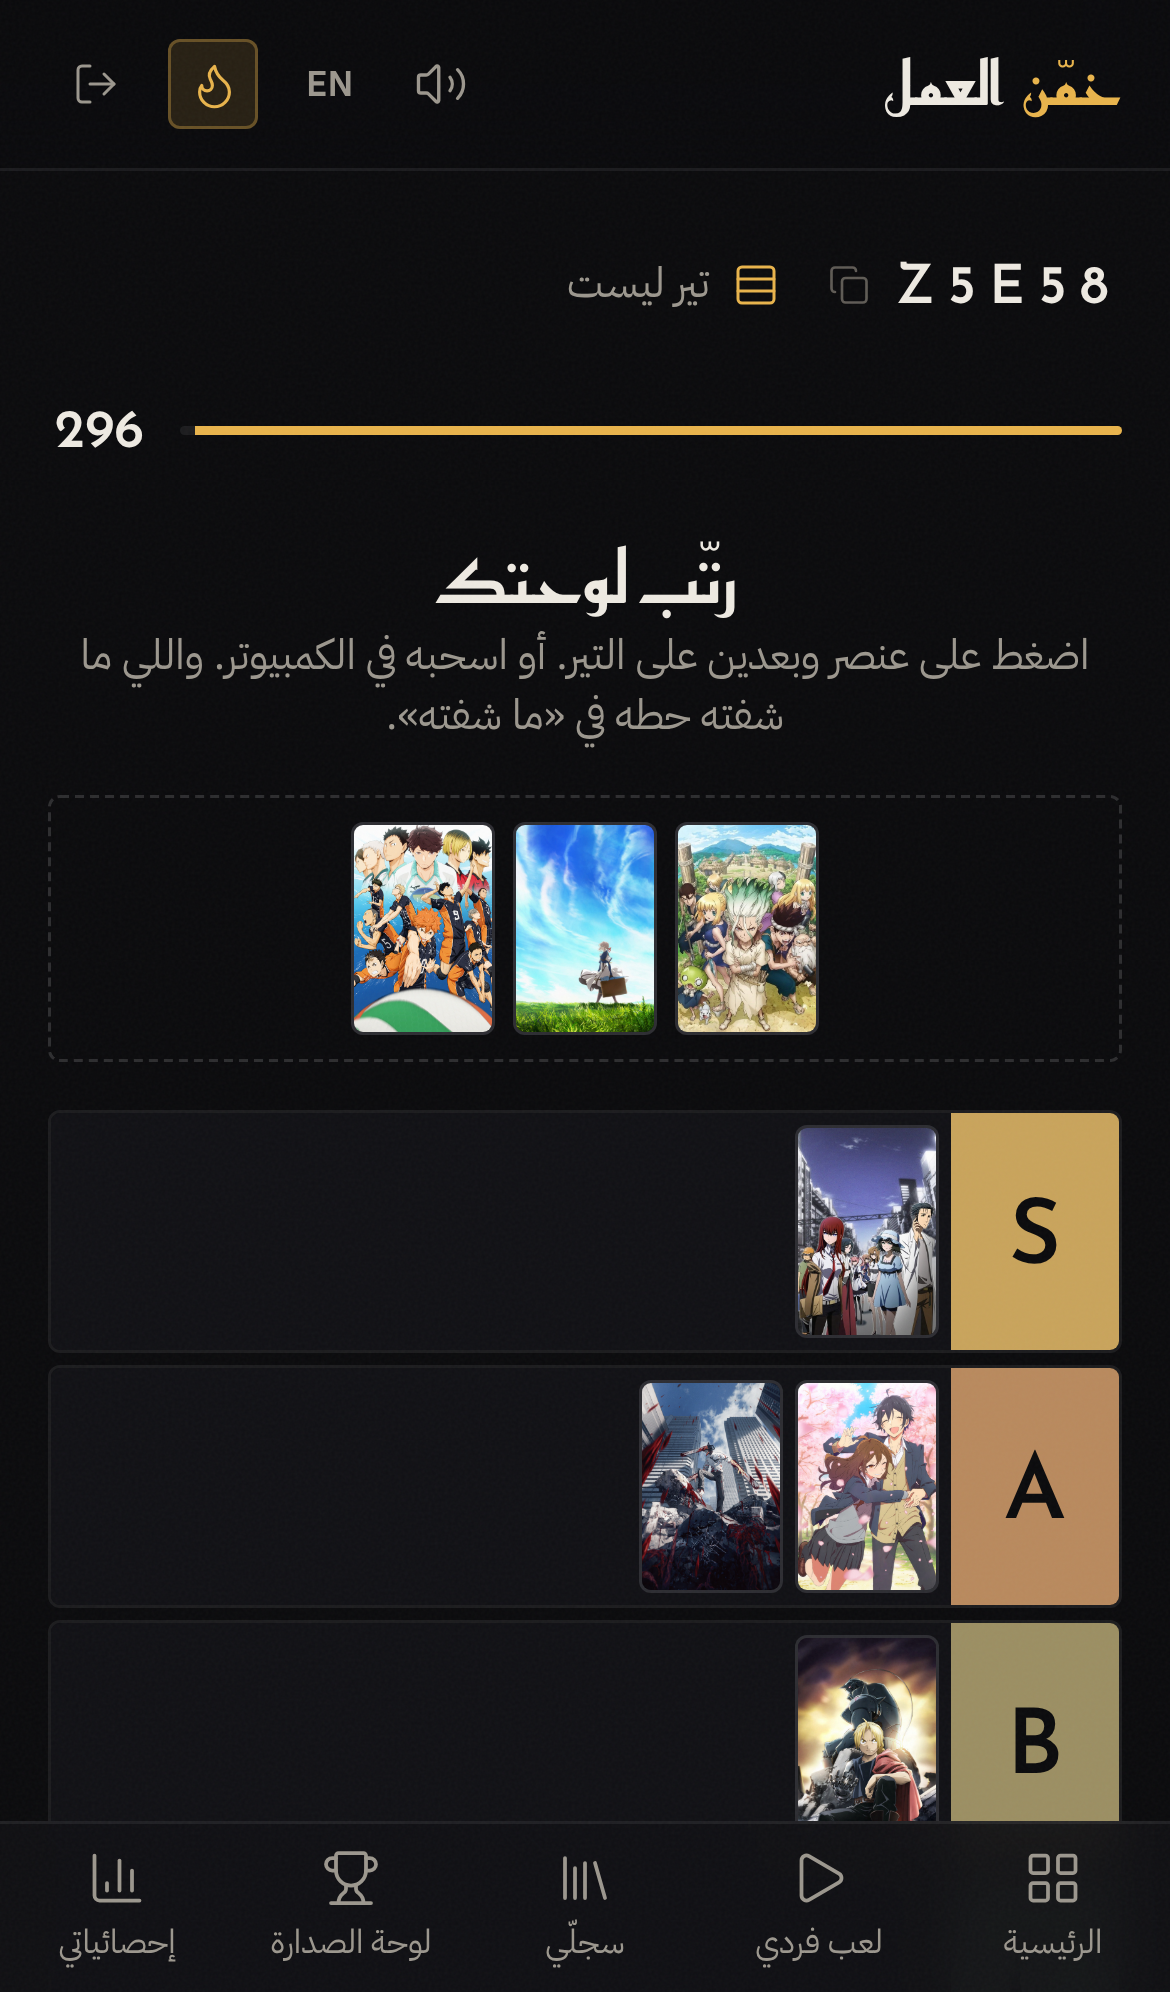 خمّن العمل
EN
Z5E58
تير ليست
296
رتّب لوحتك
اضغط على عنصر وبعدين على التير. أو اسحبه في الكمبيوتر. واللي ما
شفته حطه في «ما شفته».
S
A
B
الرئيسية
لعب فردي
سجلّي
لوحة الصدارة
إحصائياتي